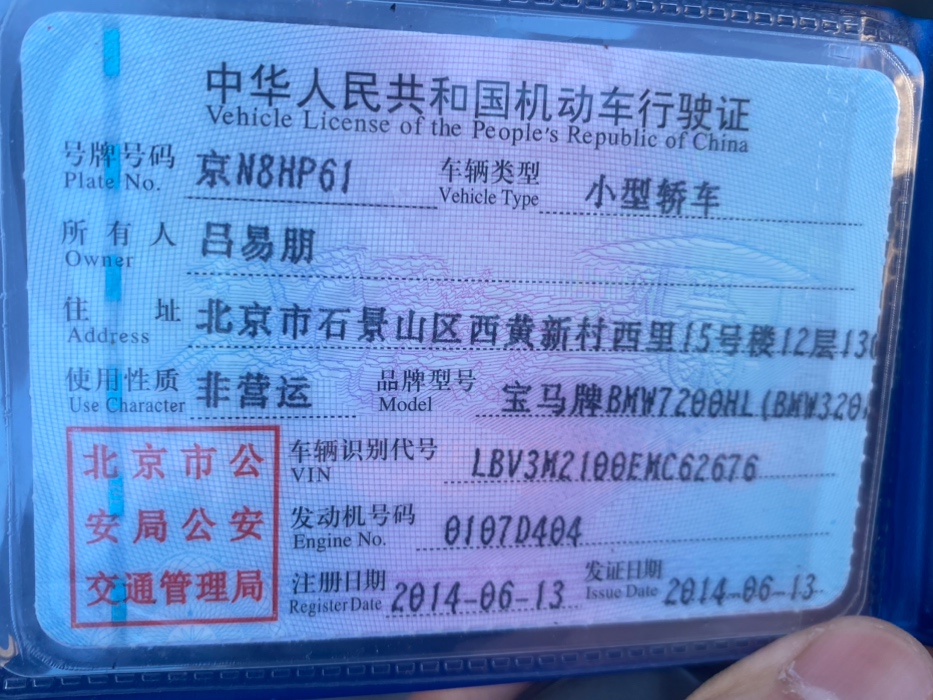 中华人民共和国机动车行驶证
Vehicle License of the People's Republic of China
号牌号码 京N8HP61 车辆类型 小型轿车
Plate No. Vehicle Type
所有人 吕易朋
Owner
住址 北京市石景山区西黄新村西里15号楼12层130
Address
使用性质 非营运 品牌型号 宝马牌BMW7200HL(BMW320
Use Character Model
北京市公
安局公安
交通管理局
车辆识别代号 LBV3M2100EMC62676
VIN
发动机号码 0107D404
Engine No.
注册日期 2014-06-13 发证日期 2014-06-13
Register Date Issue Date